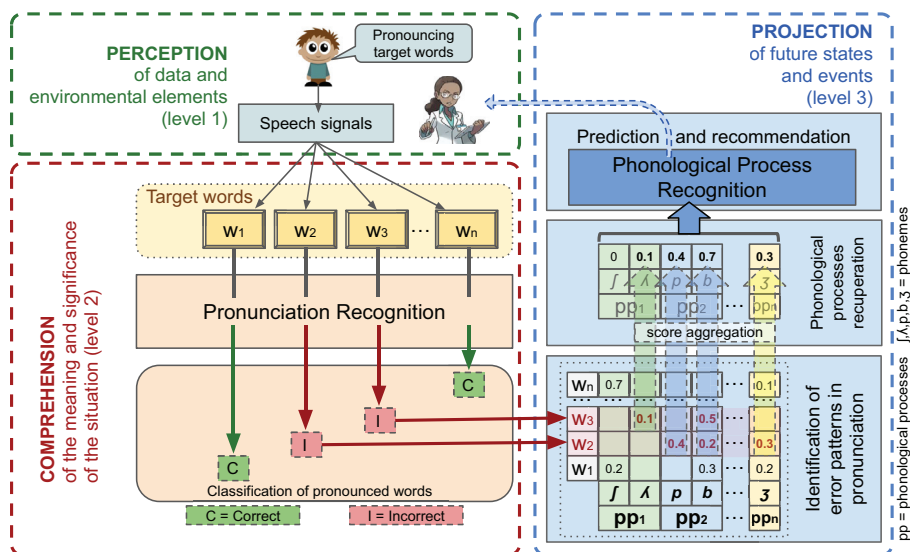 PERCEPTION
of data and
environmental elements
(level 1)
Pronouncing
target words
Speech signals
COMPREHENSION
of the meaning and significance
of the situation (level 2)
Target words
W1 W2 W3 ... Wn
Pronunciation Recognition
C
I
I
C
Classification of pronounced words
C = Correct I = Incorrect
PROJECTION
of future states
and events
(level 3)
Prediction and recommendation
Phonological Process
Recognition
Phonological
processes
recuperation
0 0.1 0.4 0.7 0.3
ʃ ʎ p b ʒ
pp1 pp2 ... ppn
score aggregation
Identification of
error patterns in
pronunciation
Wn 0.7 ... 0.1
W3 0.1 0.5 ...
W2 0.4 0.2 ... 0.3
W1 0.2 0.3 ... 0.2
ʃ ʎ p b ... ʒ
pp1 pp2 ... ppn
pp = phonological processes ʃ,ʎ,p,b,ʒ = phonemes